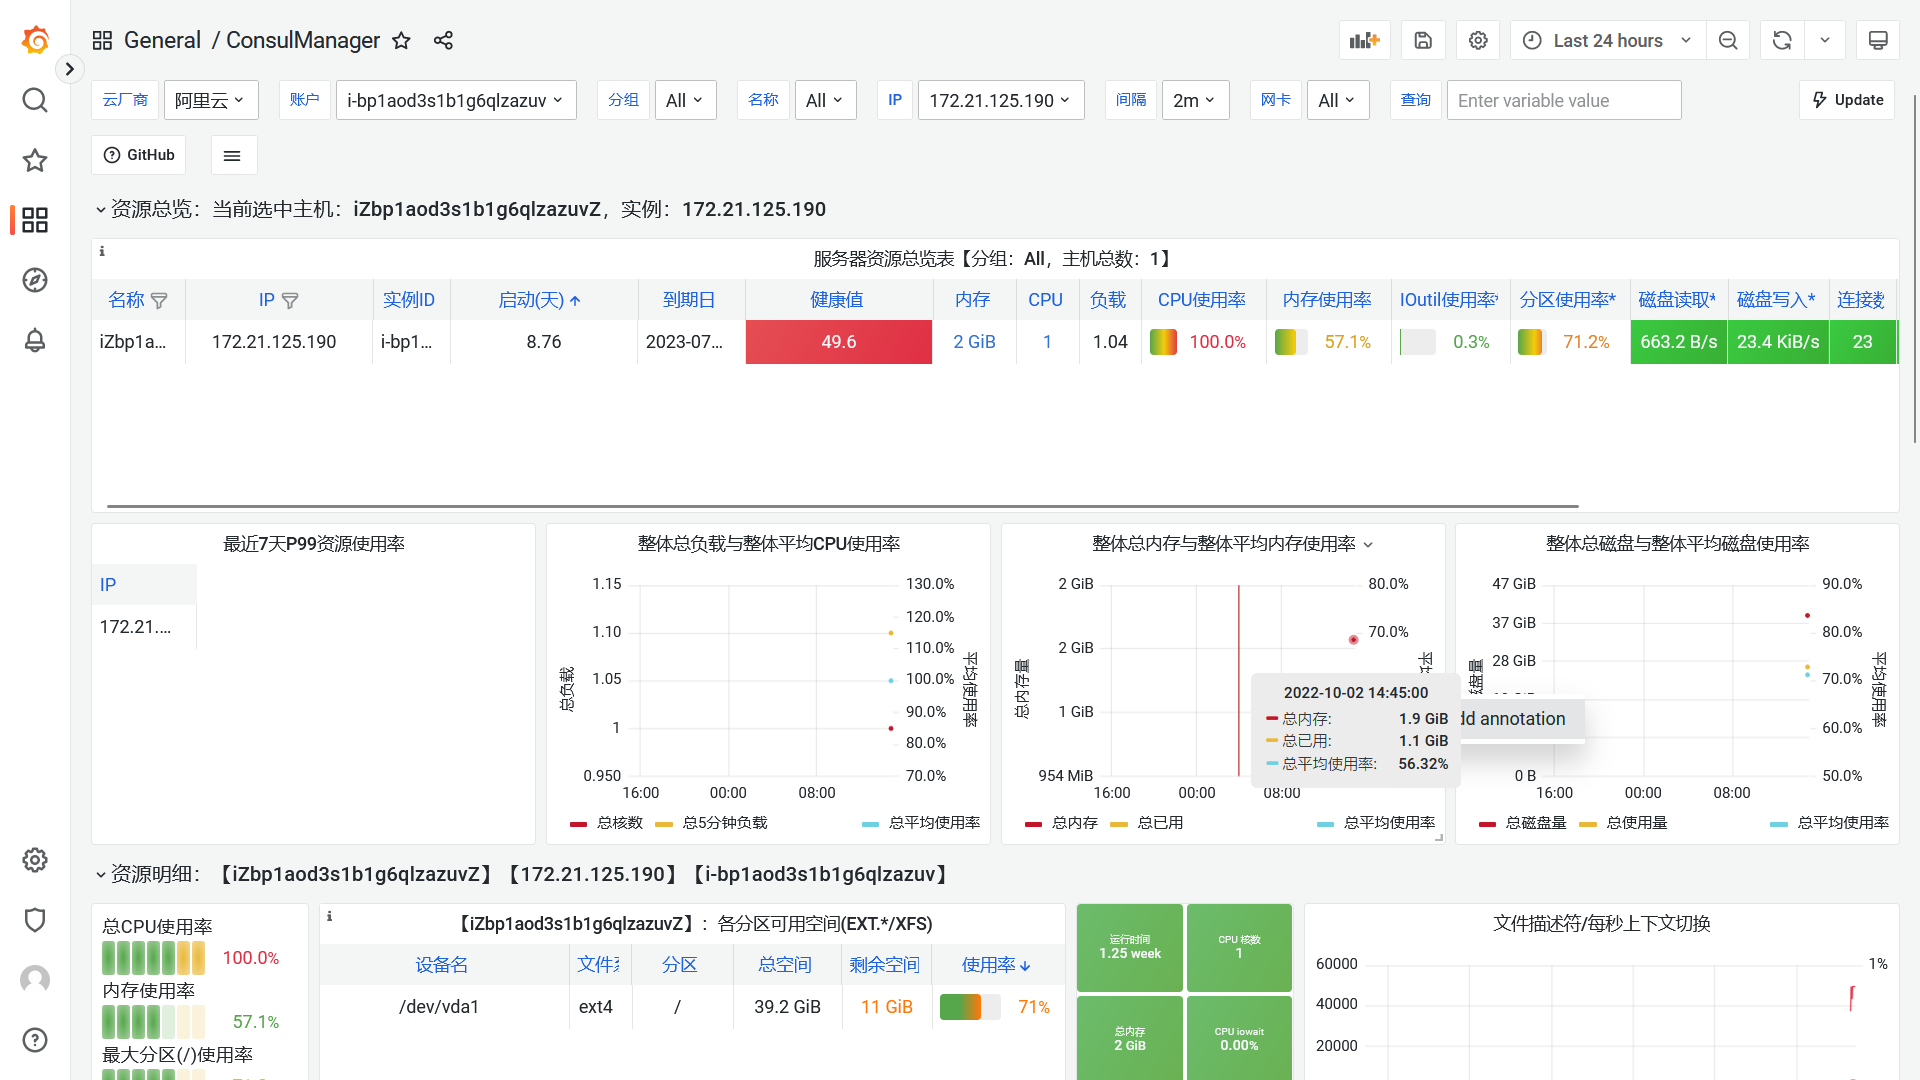 General / ConsulManager
Last 24 hours
云厂商 阿里云 账户 i-bp1aod3s1b1g6qlzazuv 分组 All 名称 All IP 172.21.125.190 间隔 2m 网卡 All 查询 Enter variable value Update
GitHub
资源总览：当前选中主机：iZbp1aod3s1b1g6qlzazuvZ，实例：172.21.125.190
服务器资源总览表【分组：All，主机总数：1】
名称 IP 实例ID 启动(天) 到期日 健康值 内存 CPU 负载 CPU使用率 内存使用率 IOutil使用率* 分区使用率* 磁盘读取* 磁盘写入* 连接数
iZbp1a... 172.21.125.190 i-bp1... 8.76 2023-07... 49.6 2 GiB 1 1.04 100.0% 57.1% 0.3% 71.2% 663.2 B/s 23.4 KiB/s 23
最近7天P99资源使用率
IP
172.21....
整体总负载与整体平均CPU使用率
1.15
1.10
1.05
1
0.950
总负载
130.0%
120.0%
110.0%
100.0%
90.0%
80.0%
70.0%
平均使用率
16:00 00:00 08:00
总核数 总5分钟负载 总平均使用率
整体总内存与整体平均内存使用率
2 GiB
2 GiB
1 GiB
954 MiB
总内存量
80.0%
70.0%
平均
16:00 00:00 08:00
总内存 总已用 总平均使用率
2022-10-02 14:45:00
总内存: 1.9 GiB
总已用: 1.1 GiB
总平均使用率: 56.32%
dd annotation
整体总磁盘与整体平均磁盘使用率
47 GiB
37 GiB
28 GiB
0 B
磁盘量
90.0%
80.0%
70.0%
60.0%
50.0%
平均使用率
16:00 00:00 08:00
总磁盘量 总使用量 总平均使用率
资源明细：【iZbp1aod3s1b1g6qlzazuvZ】【172.21.125.190】【i-bp1aod3s1b1g6qlzazuv】
总CPU使用率
100.0%
内存使用率
57.1%
最大分区(/)使用率
【iZbp1aod3s1b1g6qlzazuvZ】：各分区可用空间(EXT.*/XFS)
设备名 文件系 分区 总空间 剩余空间 使用率
/dev/vda1 ext4 / 39.2 GiB 11 GiB 71%
运行时间
1.25 week
CPU 核数
1
总内存
2 GiB
CPU iowait
0.00%
文件描述符/每秒上下文切换
60000
40000
20000
1%